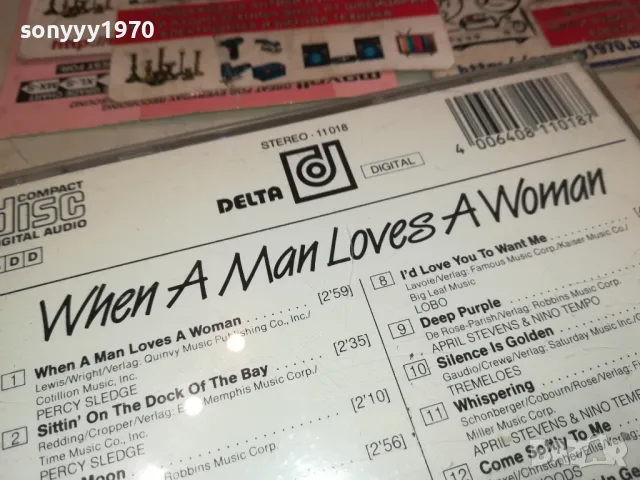 sonyyy1970
STEREO · 11018
DELTA
DIGITAL
4 006408 110187
COMPACT
disc
DIGITAL AUDIO
D D
When A Man Loves A Woman
1 When A Man Loves A Woman [2'59]
Lewis/Wright/Verlag: Quinvy Music Publishing Co., Inc./
Cotillion Music, Inc.
PERCY SLEDGE
2 Sittin' On The Dock Of The Bay [2'35]
Redding/Cropper/Verlag: East Memphis Music Corp./
Time Music Co., Inc.
PERCY SLEDGE [2'10]
Moon
Robbins Music Corp.
[2'56]
8 I'd Love You To Want Me
Lavoie/Verlag: Famous Music Corp./Kaiser Music Co./
Big Leaf Music
LOBO
9 Deep Purple
De Rose-Parish/Verlag: Robbins Music Corp.
APRIL STEVENS & NINO TEMPO
10 Silence Is Golden
Gaudio/Crewe/Verlag: Saturday Music Inc./
TREMELOES
11 Whispering
Schonberger/Cobourn/Rose/Verlag:
Miller Music Corp.
APRIL STEVENS & NINO TEMPO
12 Come Softly To Me